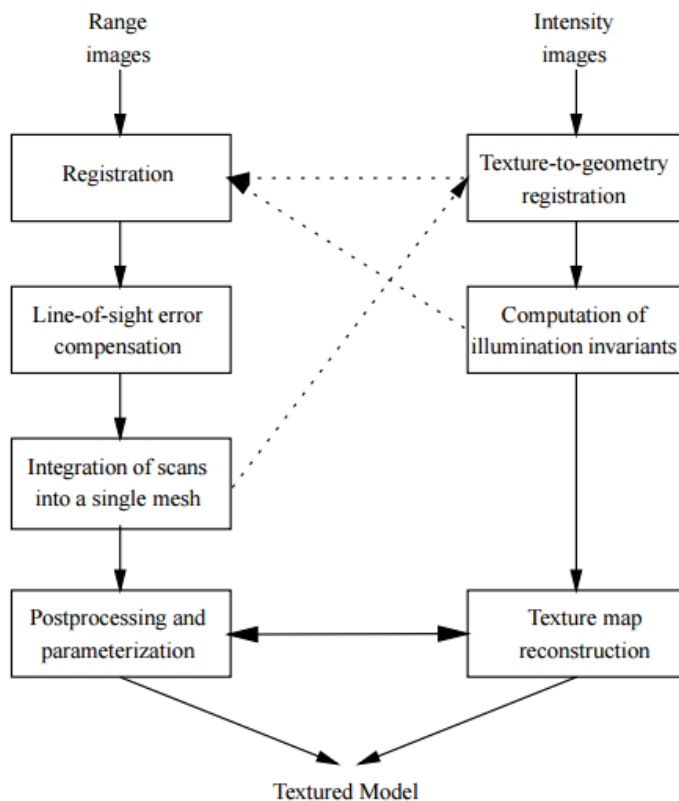 Range
images
Intensity
images
Registration
Texture-to-geometry
registration
Line-of-sight error
compensation
Computation of
illumination invariants
Integration of scans
into a single mesh
Postprocessing and
parameterization
Texture map
reconstruction
Textured Model